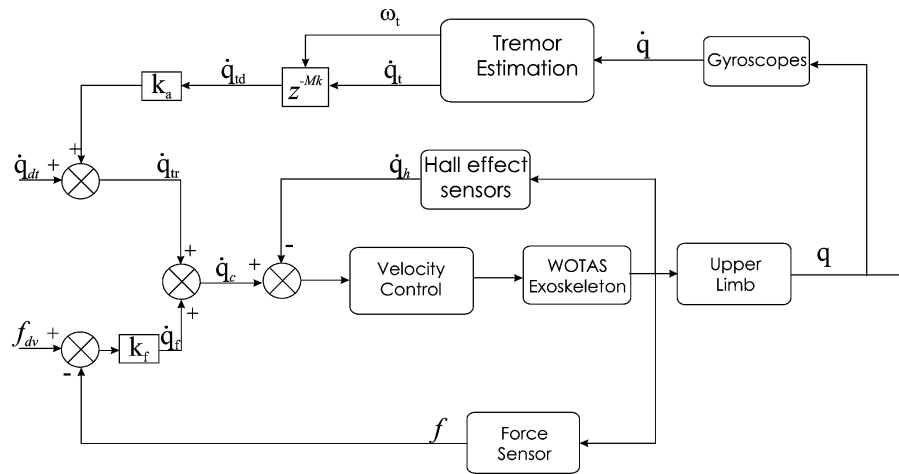 ωt
Tremor
Estimation
q̇
Gyroscopes
q̇td
q̇t
ka
z-Mk
+
q̇dt +
q̇tr
q̇h
Hall effect
sensors
-
+
q̇c +
Velocity
Control
WOTAS
Exoskeleton
Upper
Limb
q
+
fdv +
kf
q̇f
-
f
Force
Sensor